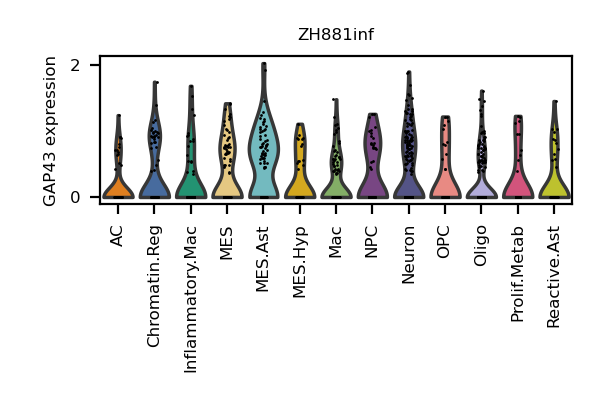 ZH881inf
GAP43 expression
2
0
AC
Chromatin.Reg
Inflammatory.Mac
MES
MES.Ast
MES.Hyp
Mac
NPC
Neuron
OPC
Oligo
Prolif.Metab
Reactive.Ast